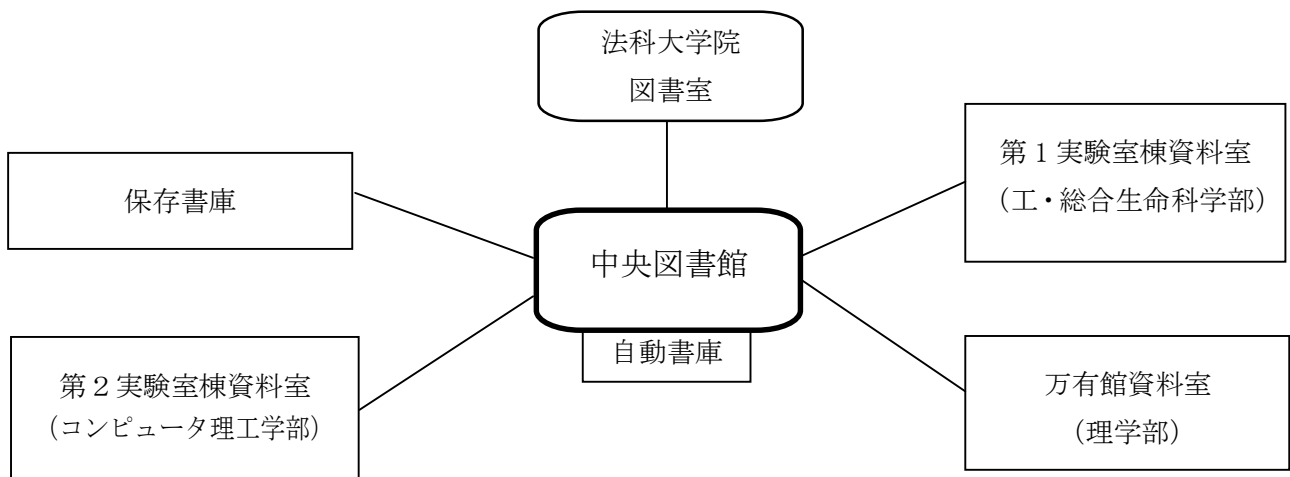 法科大学院
図書室
第１実験室棟資料室
（工・総合生命科学部）
保存書庫
中央図書館
自動書庫
第２実験室棟資料室
（コンピュータ理工学部）
万有館資料室
（理学部）